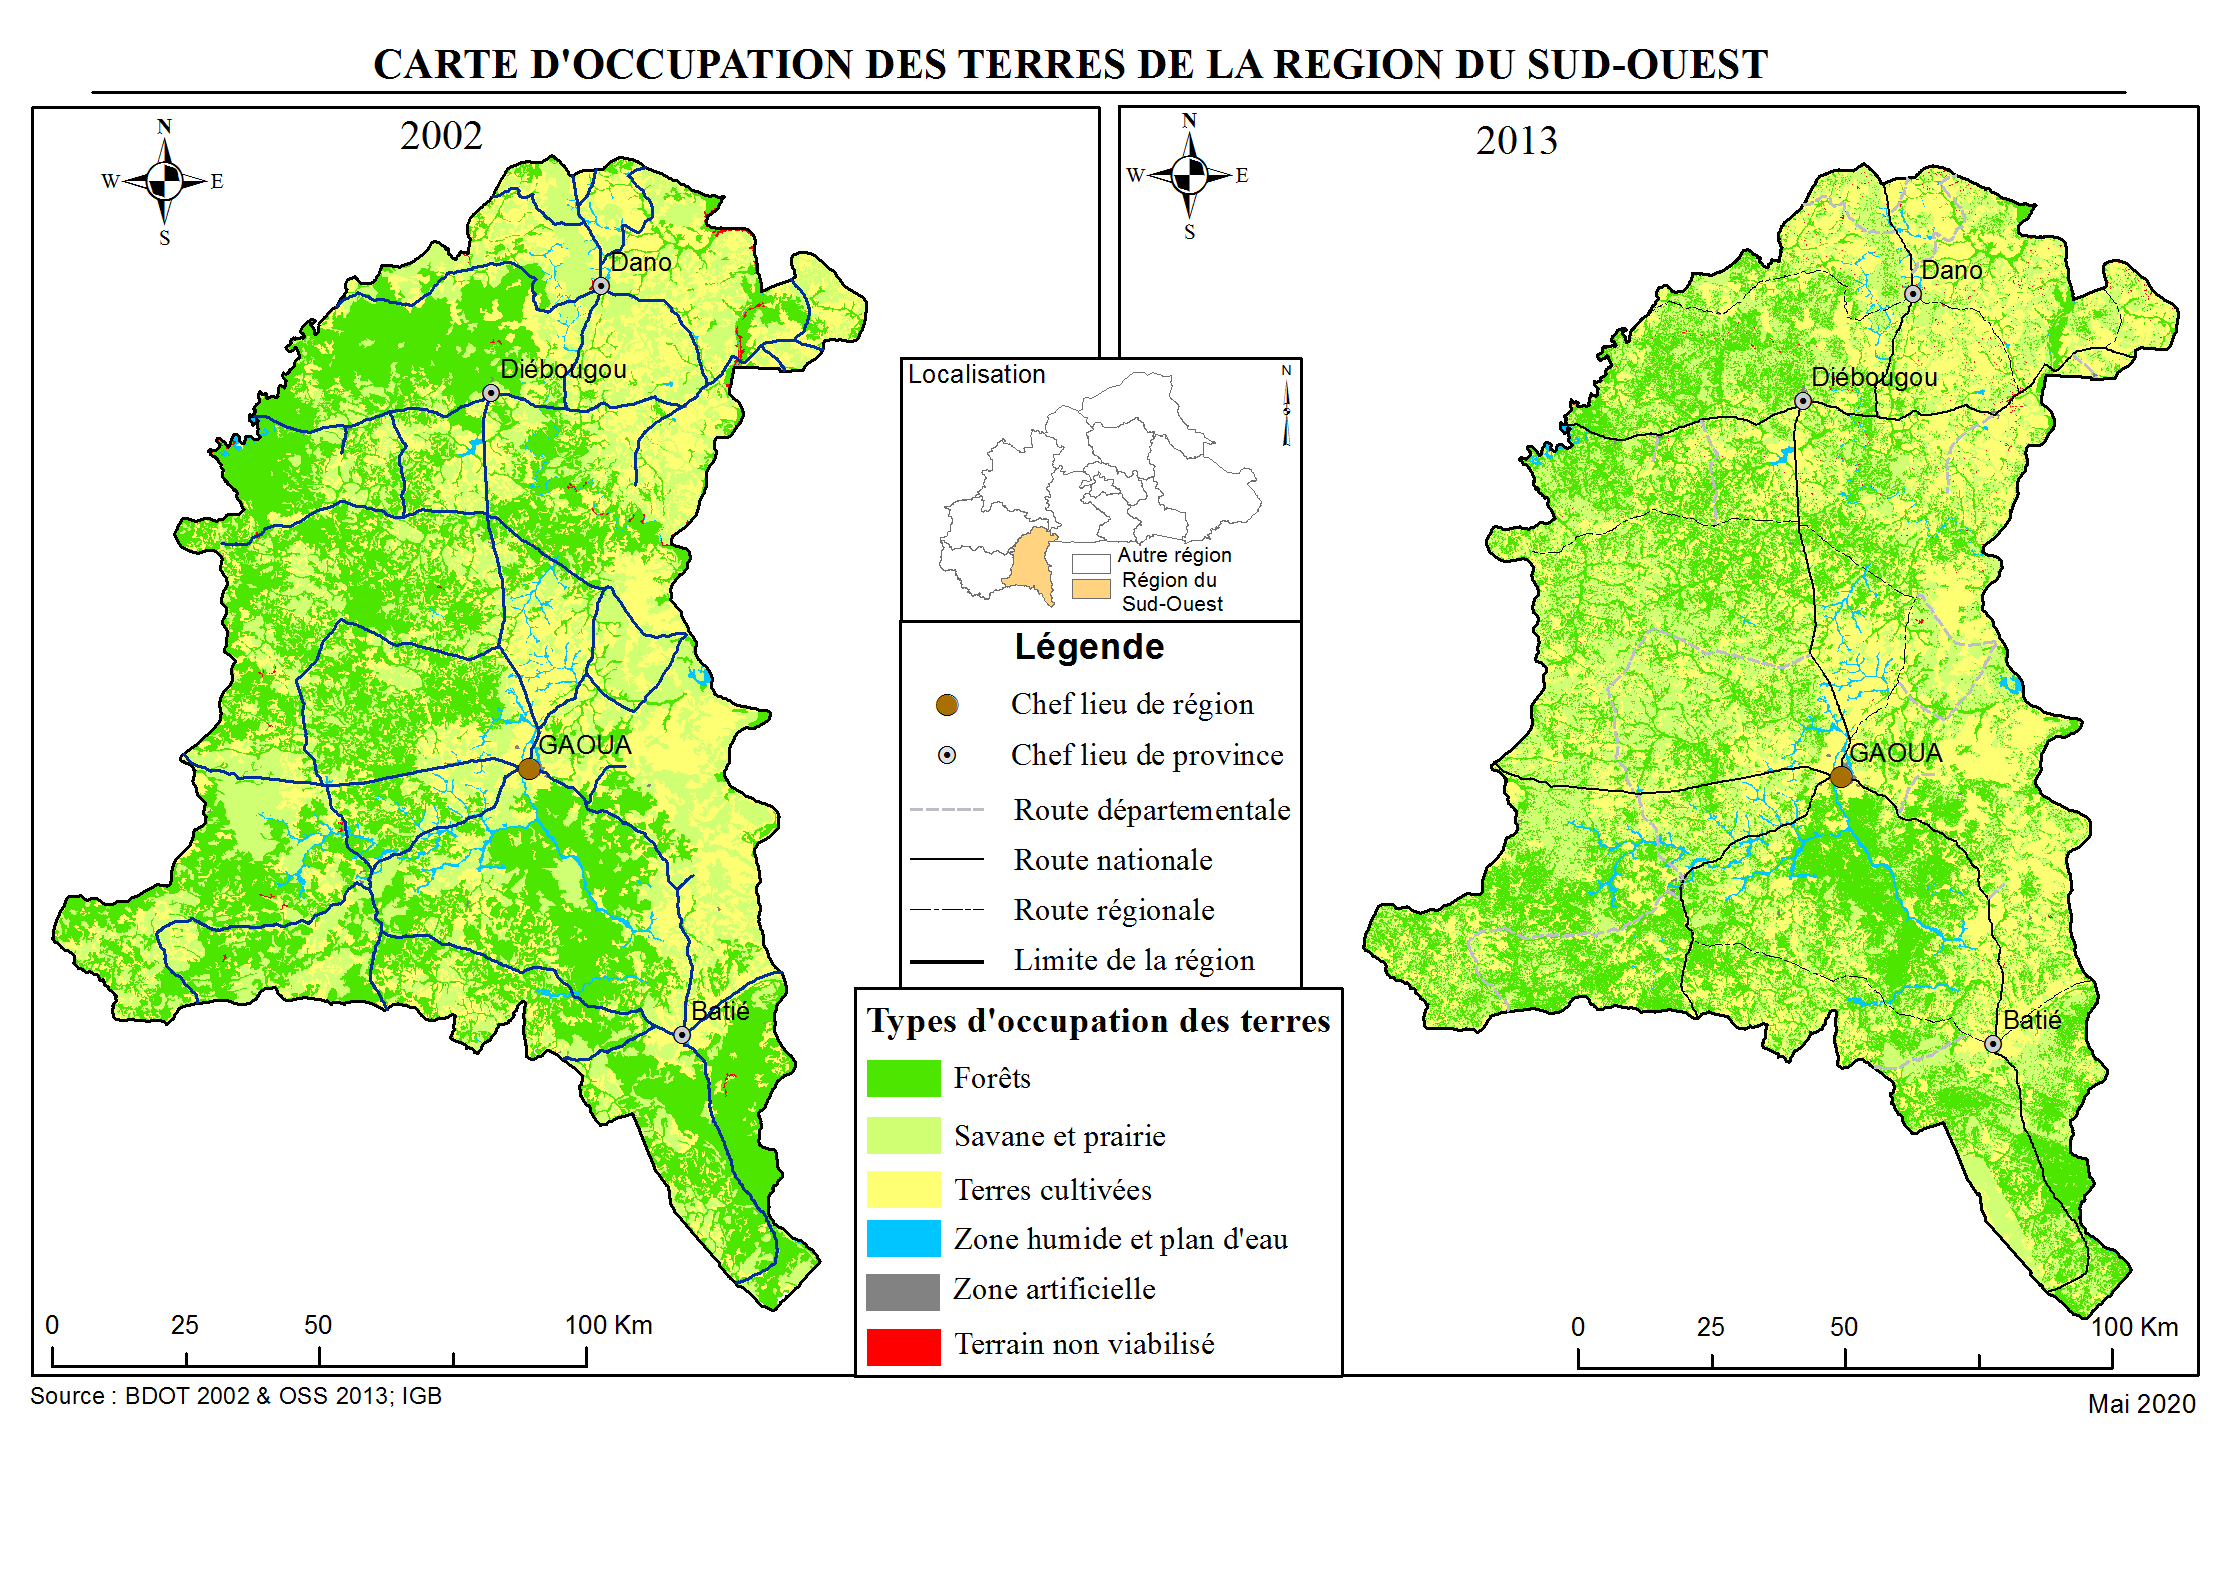 CARTE D'OCCUPATION DES TERRES DE LA REGION DU SUD-OUEST
2002
N
W
E
S
Dano
Diébougou
GAOUA
Batié
0
25
50
100 Km
2013
N
W
E
S
Dano
Diébougou
GAOUA
Batié
0
25
50
100 Km
Localisation
N
S
Autre région
Région du
Sud-Ouest
Légende
Chef lieu de région
Chef lieu de province
Route départementale
Route nationale
Route régionale
Limite de la région
Types d'occupation des terres
Forêts
Savane et prairie
Terres cultivées
Zone humide et plan d'eau
Zone artificielle
Terrain non viabilisé
Source : BDOT 2002 & OSS 2013; IGB
Mai 2020